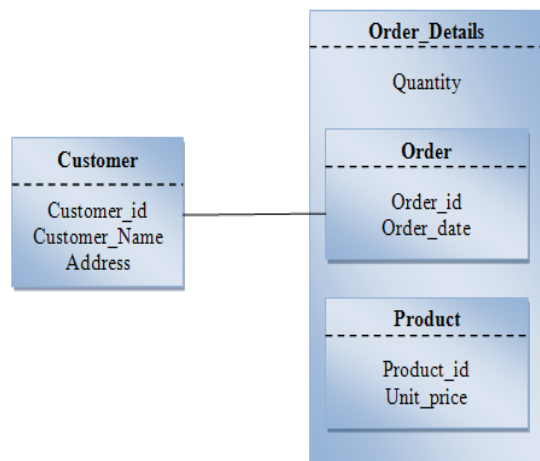 Order_Details
Quantity
Customer
Customer_id
Customer_Name
Address
Order
Order_id
Order_date
Product
Product_id
Unit_price